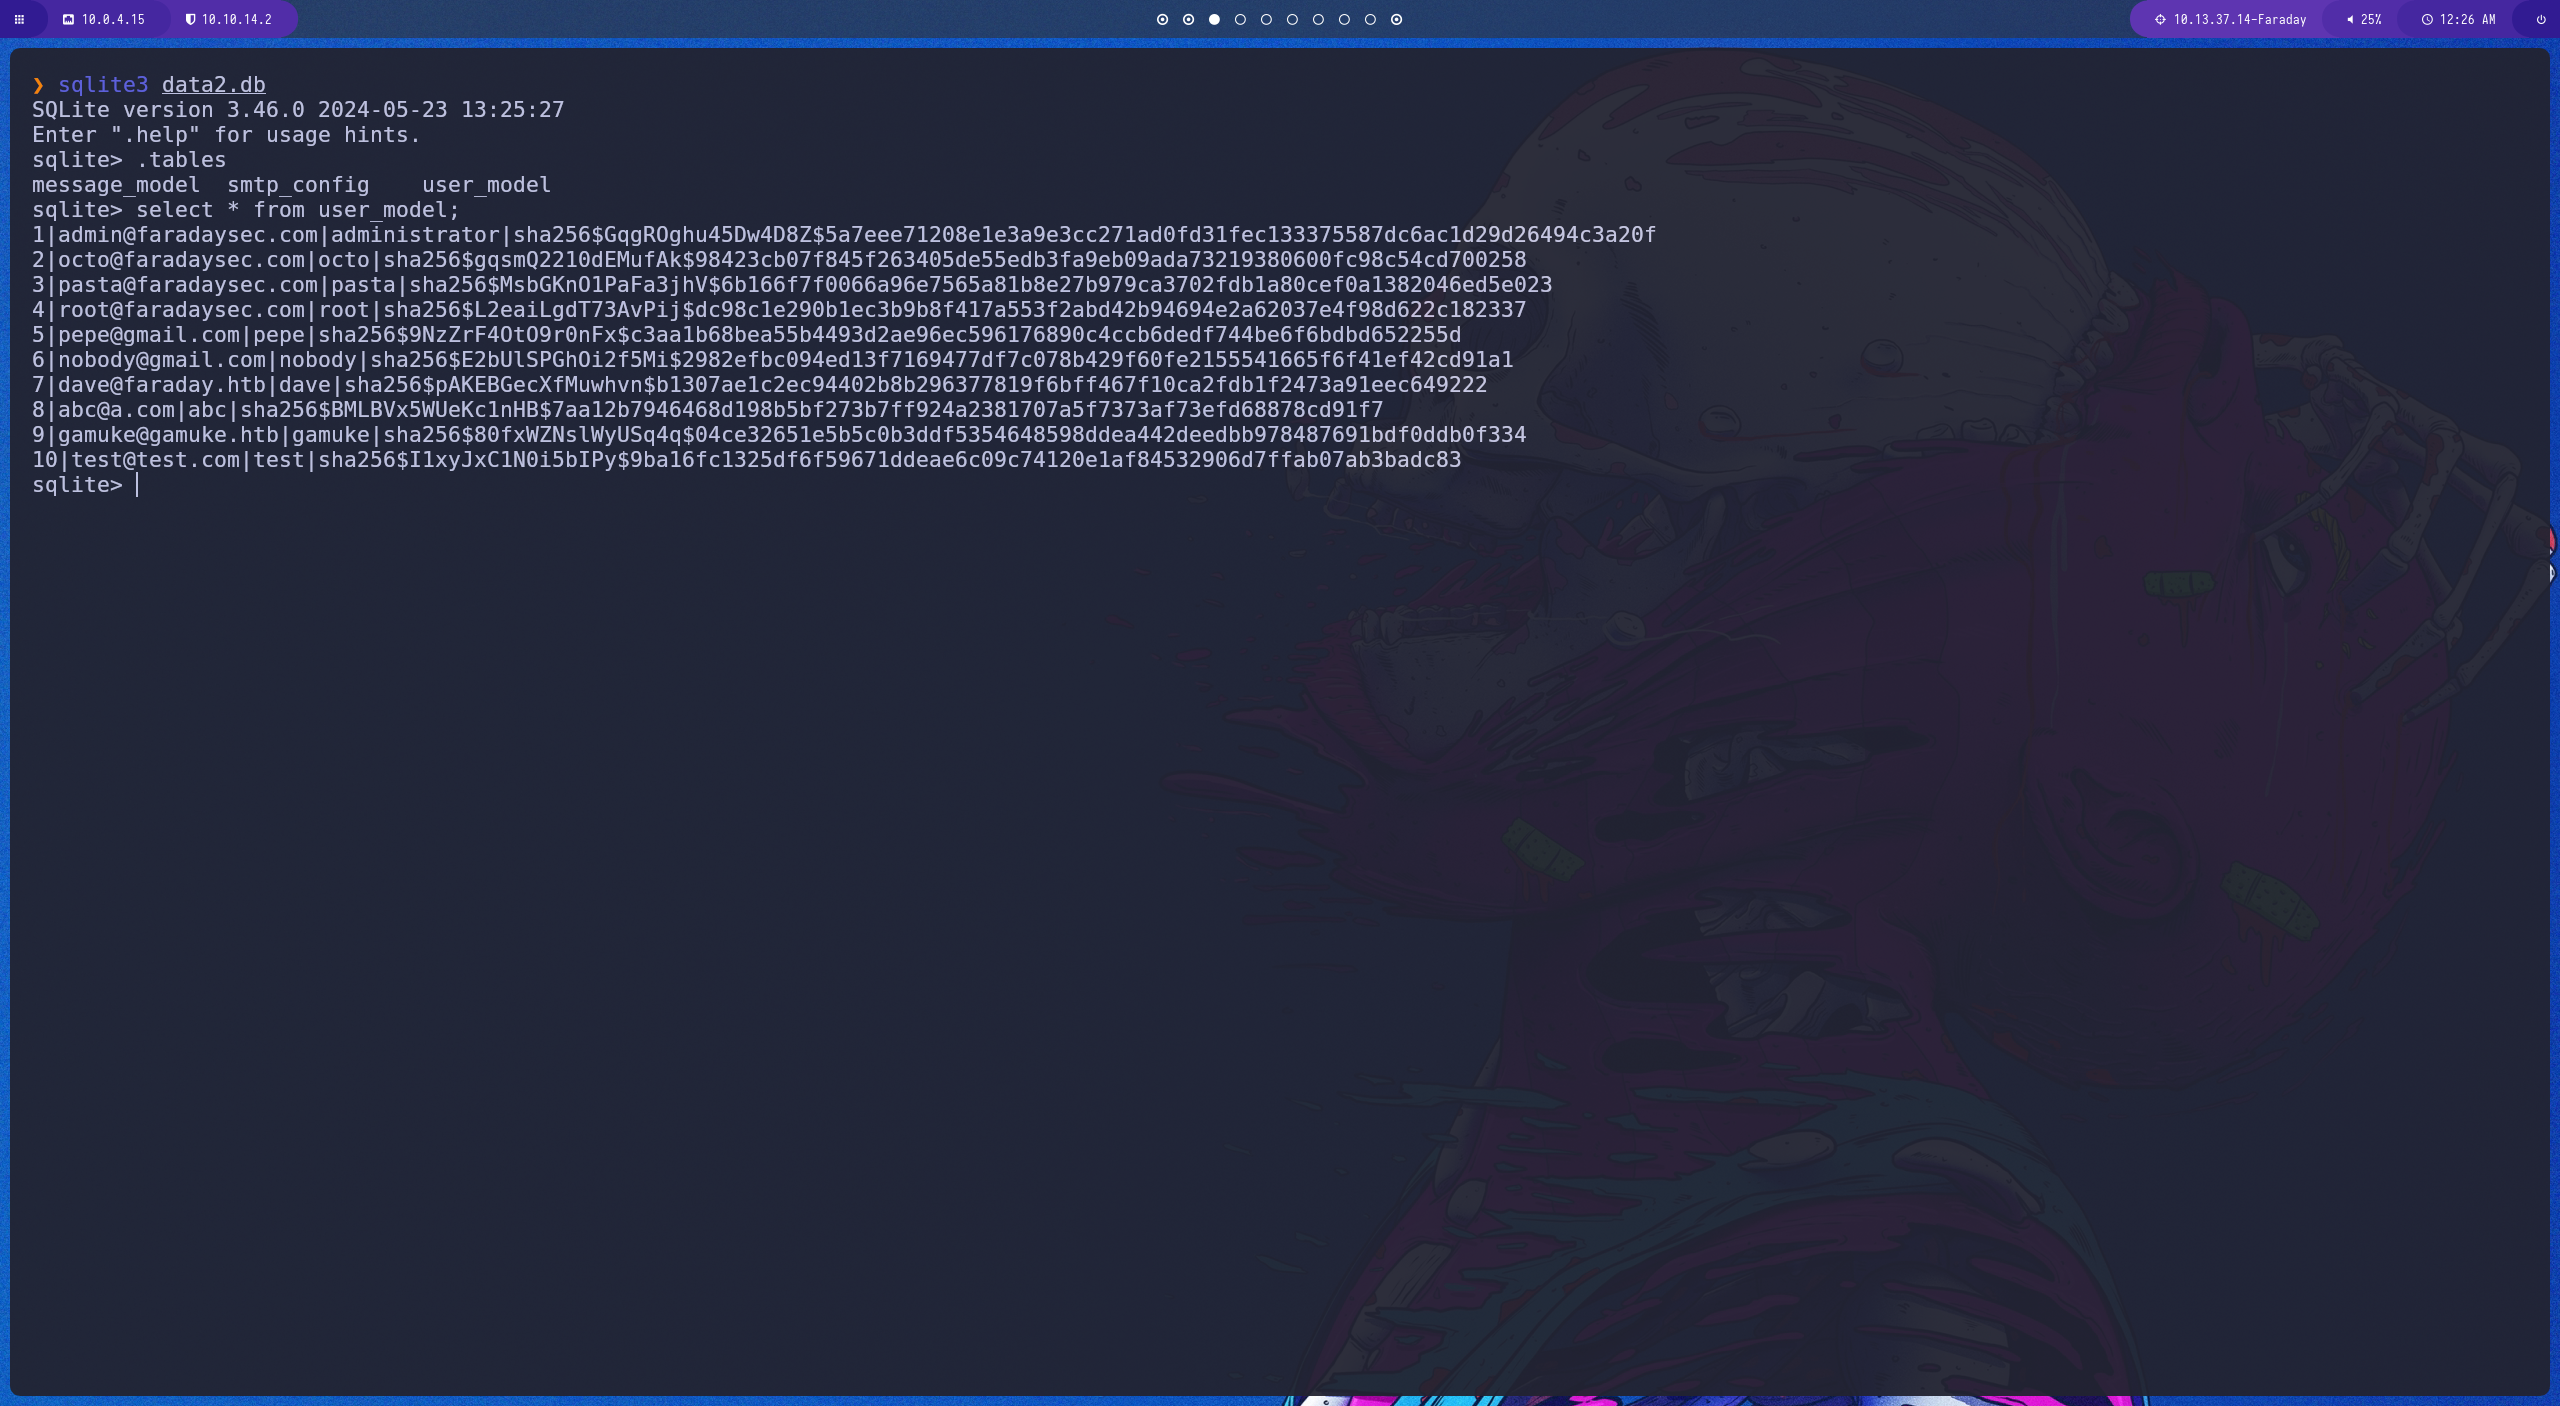 10.0.4.15 10.10.14.2 10.13.37.14-Faraday 25% 12:26 AM
❯ sqlite3 data2.db
SQLite version 3.46.0 2024-05-23 13:25:27
Enter ".help" for usage hints.
sqlite> .tables
message_model  smtp_config    user_model
sqlite> select * from user_model;
1|admin@faradaysec.com|administrator|sha256$GqgROghu45Dw4D8Z$5a7eee71208e1e3a9e3cc271ad0fd31fec133375587dc6ac1d29d26494c3a20f
2|octo@faradaysec.com|octo|sha256$gqsmQ2210dEMufAk$98423cb07f845f263405de55edb3fa9eb09ada73219380600fc98c54cd700258
3|pasta@faradaysec.com|pasta|sha256$MsbGKnO1PaFa3jhV$6b166f7f0066a96e7565a81b8e27b979ca3702fdb1a80cef0a1382046ed5e023
4|root@faradaysec.com|root|sha256$L2eaiLgdT73AvPij$dc98c1e290b1ec3b9b8f417a553f2abd42b94694e2a62037e4f98d622c182337
5|pepe@gmail.com|pepe|sha256$9NzZrF4OtO9r0nFx$c3aa1b68bea55b4493d2ae96ec596176890c4ccb6dedf744be6f6bdbd652255d
6|nobody@gmail.com|nobody|sha256$E2bUlSPGhOi2f5Mi$2982efbc094ed13f7169477df7c078b429f60fe2155541665f6f41ef42cd91a1
7|dave@faraday.htb|dave|sha256$pAKEBGecXfMuwhvn$b1307ae1c2ec94402b8b296377819f6bff467f10ca2fdb1f2473a91eec649222
8|abc@a.com|abc|sha256$BMLBVx5WUeKc1nHB$7aa12b7946468d198b5bf273b7ff924a2381707a5f7373af73efd68878cd91f7
9|gamuke@gamuke.htb|gamuke|sha256$80fxWZNslWyUSq4q$04ce32651e5b5c0b3ddf5354648598ddea442deedbb978487691bdf0ddb0f334
10|test@test.com|test|sha256$I1xyJxC1N0i5bIPy$9ba16fc1325df6f59671ddeae6c09c74120e1af84532906d7ffab07ab3badc83
sqlite>